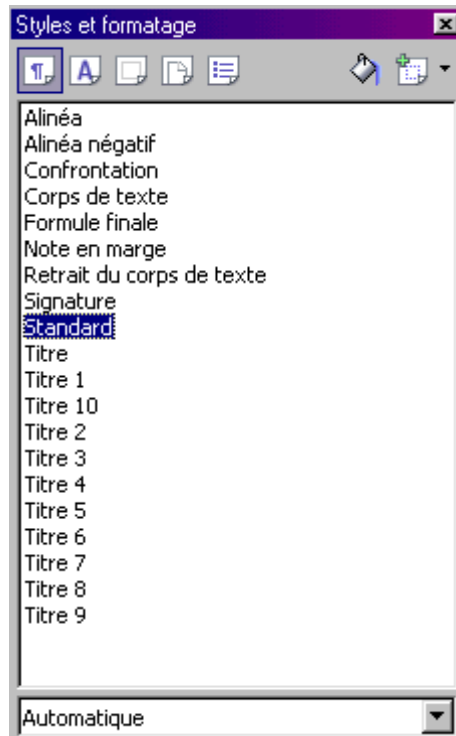 Styles et formatage
Alinéa
Alinéa négatif
Confrontation
Corps de texte
Formule finale
Note en marge
Retrait du corps de texte
Signature
Standard
Titre
Titre 1
Titre 10
Titre 2
Titre 3
Titre 4
Titre 5
Titre 6
Titre 7
Titre 8
Titre 9
Automatique